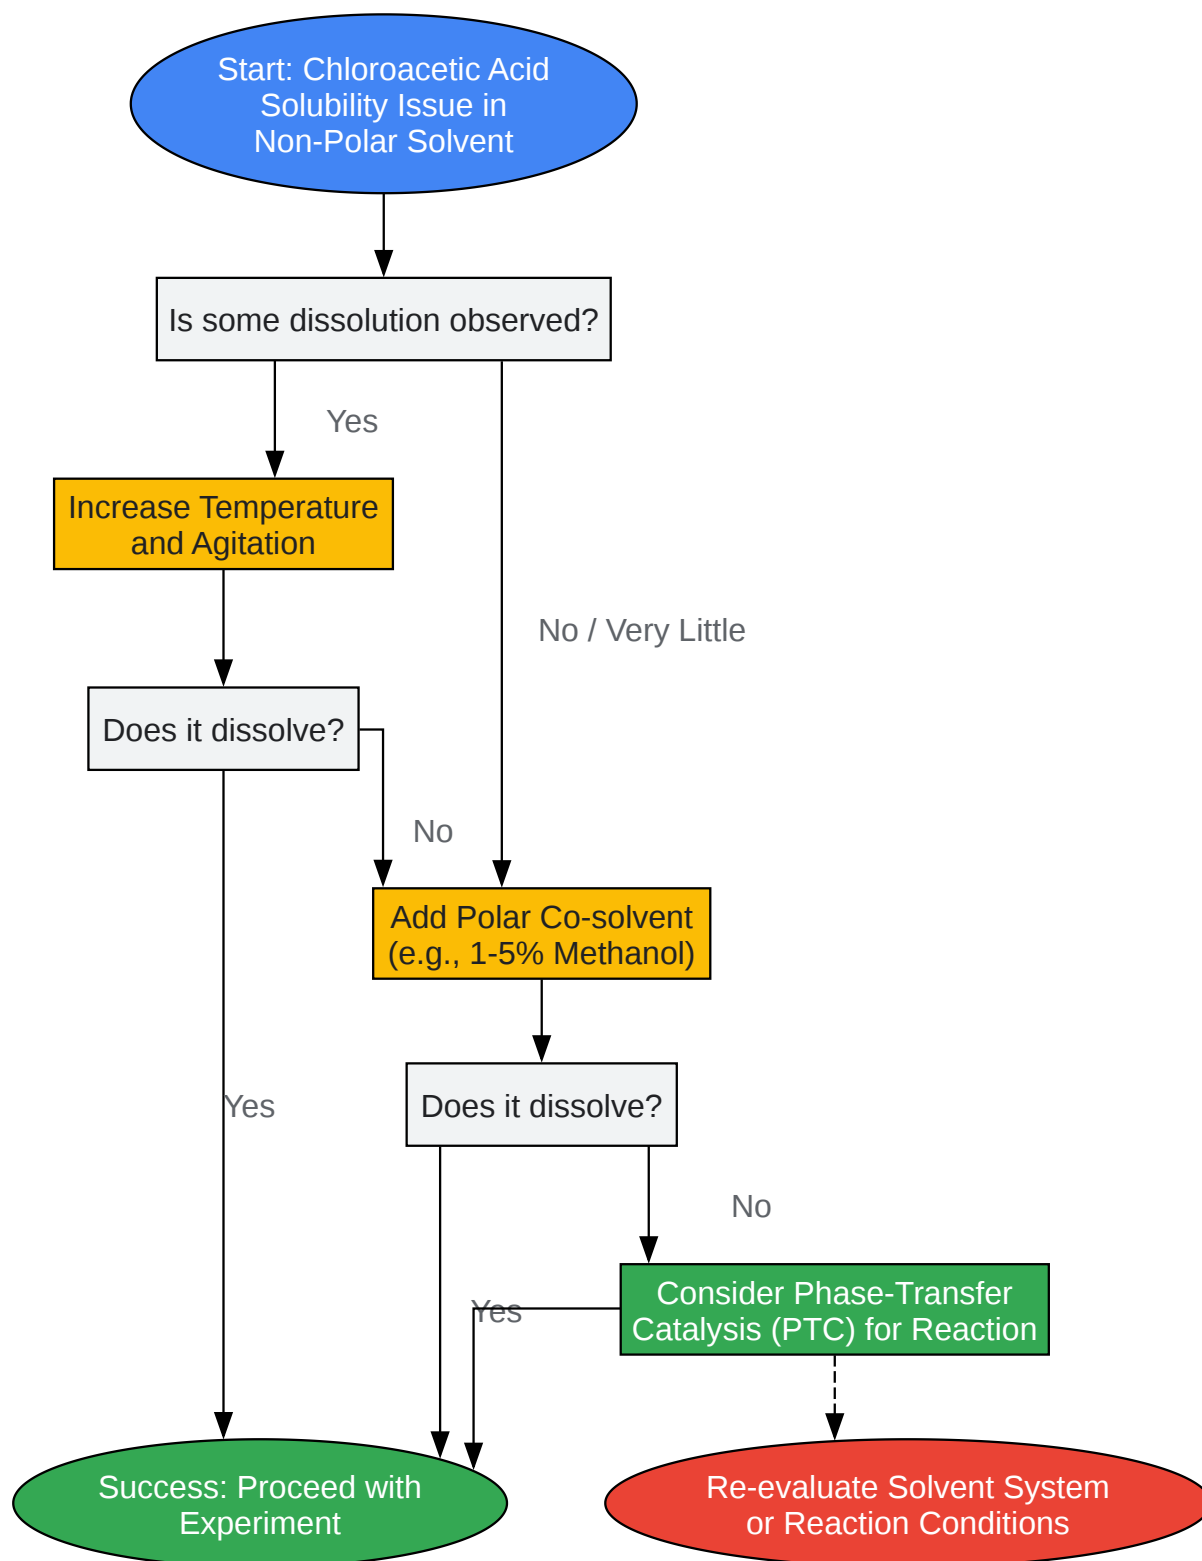 Start: Chloroacetic Acid
Solubility Issue in
Non-Polar Solvent
Is some dissolution observed?
Yes
Increase Temperature
and Agitation
No / Very Little
Does it dissolve?
No
Add Polar Co-solvent
(e.g., 1-5% Methanol)
Does it dissolve?
Yes
No
Consider Phase-Transfer
Catalysis (PTC) for Reaction
Yes
Success: Proceed with
Experiment
Re-evaluate Solvent System
or Reaction Conditions